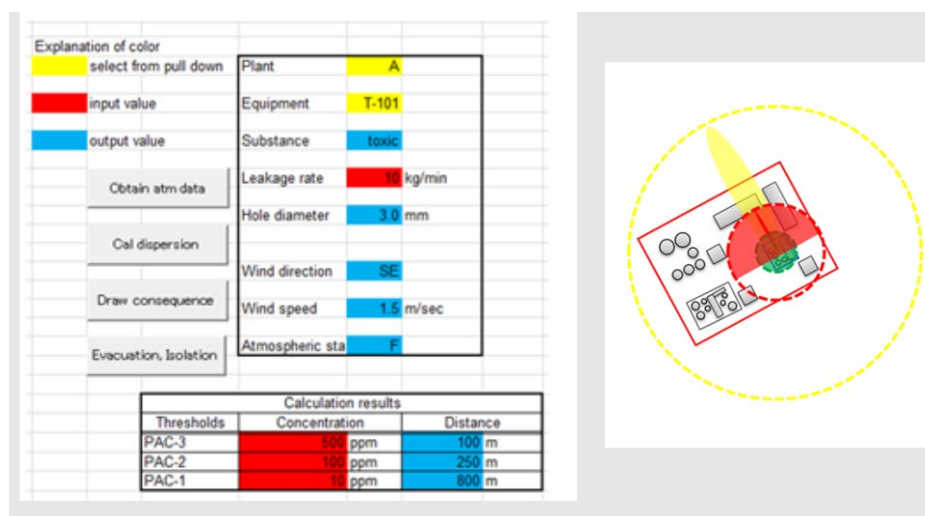 Explanation of color
select from pull down
input value
output value
Obtain atm data
Cal dispersion
Draw consequence
Evacuation, Isolation
Plant A
Equipment T-101
Substance toxic
Leakage rate 10 kg/min
Hole diameter 3.0 mm
Wind direction SE
Wind speed 1.5 m/sec
Atmospheric sta F
Calculation results
Thresholds Concentration Distance
PAC-3 500 ppm 100 m
PAC-2 100 ppm 250 m
PAC-1 10 ppm 800 m